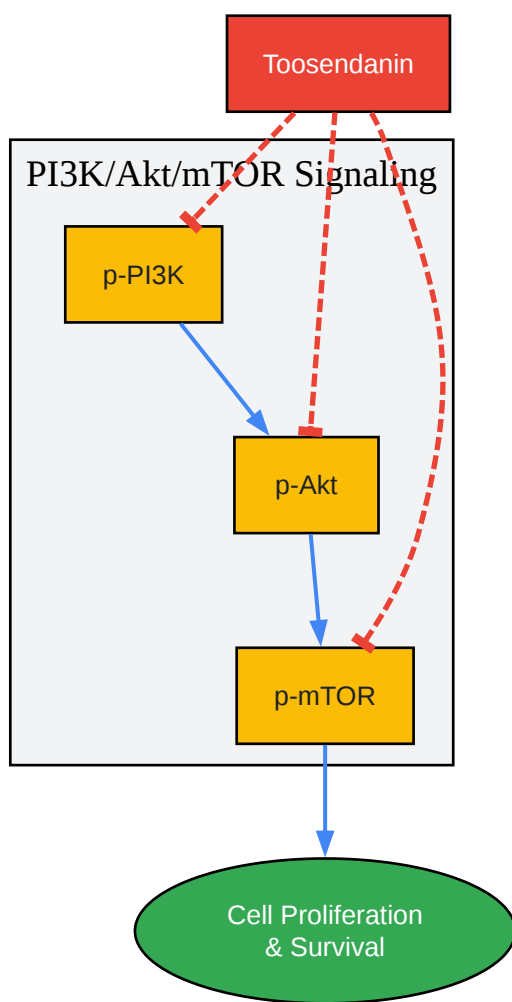 Toosendanin
PI3K/Akt/mTOR Signaling
p-PI3K
p-Akt
p-mTOR
Cell Proliferation
& Survival